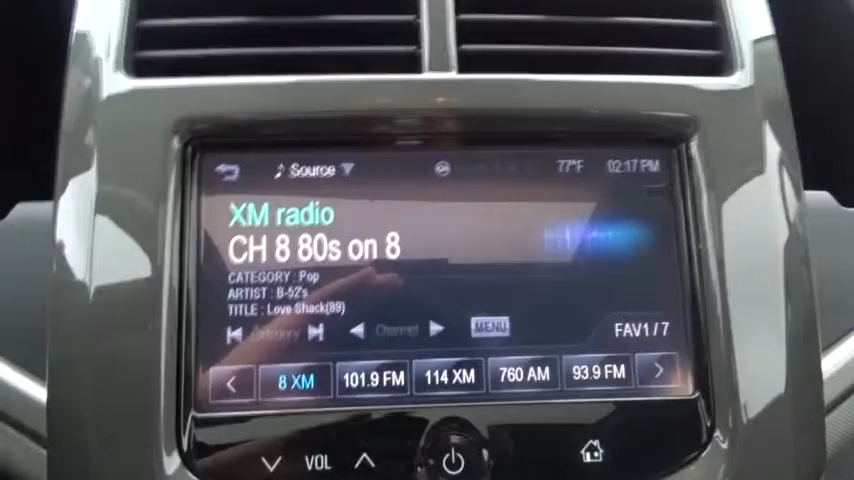 Source 77°F 02:17 PM
XM radio
CH 8 80s on 8
CATEGORY : Pop
ARTIST : B-52's
TITLE : Love Shack(89)
Category Channel MENU FAV1 / 7
8 XM 101.9 FM 114 XM 760 AM 93.9 FM
VOL